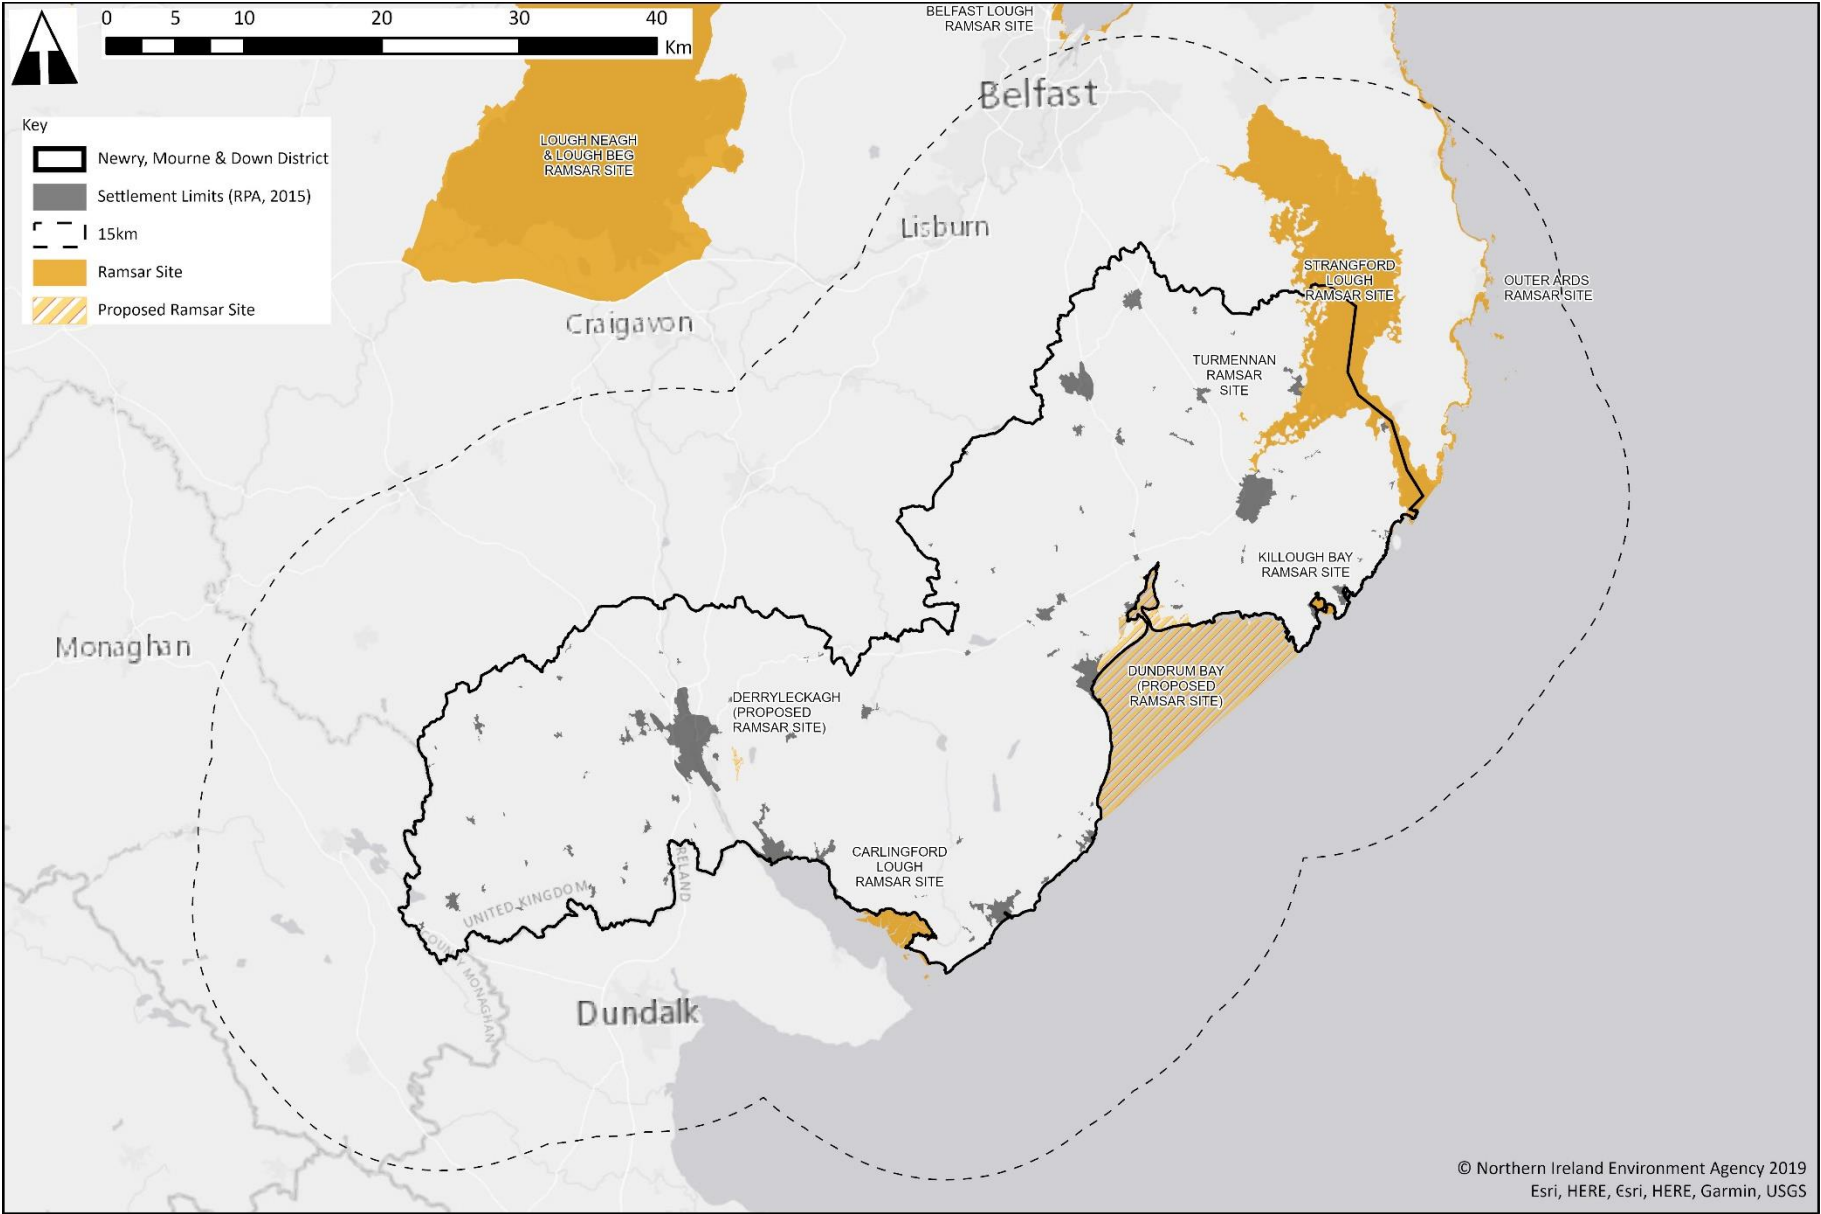 0 5 10 20 30 40
Km
Key
Newry, Mourne & Down District
Settlement Limits (RPA, 2015)
15km
Ramsar Site
Proposed Ramsar Site
BELFAST LOUGH
RAMSAR SITE
Belfast
LOUGH NEAGH
& LOUGH BEG
RAMSAR SITE
Lisburn
STRANGFORD
LOUGH
RAMSAR SITE
OUTER ARDS
RAMSAR SITE
Craigavon
TURMENNAN
RAMSAR
SITE
KILLOUGH BAY
RAMSAR SITE
Monaghan
DUNDRUM BAY
(PROPOSED
RAMSAR SITE)
DERRYLECKAGH
(PROPOSED
RAMSAR SITE)
CARLINGFORD
LOUGH
RAMSAR SITE
UNITED KINGDOM
IRELAND
COUNTY MONAGHAN
Dundalk
© Northern Ireland Environment Agency 2019
Esri, HERE, Esri, HERE, Garmin, USGS